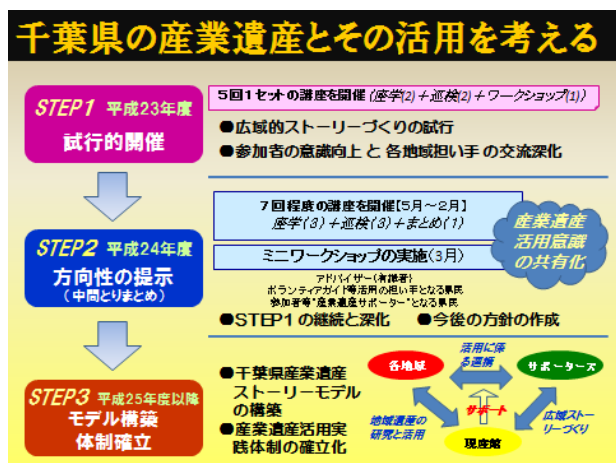 千葉県の産業遺産とその活用を考える
STEP1 平成23年度
試行的開催
5回1セットの講座を開催(座学(2)+巡検(2)+ワークショップ(1))
●広域的ストーリーづくりの試行
●参加者の意識向上と各地域担い手の交流深化
STEP2 平成24年度
方向性の提示
(中間とりまとめ)
7回程度の講座を開催【5月～2月】
座学(3)+巡検(3)+まとめ(1)
ミニワークショップの実施(3月)
アドバイザー(有識者)
ボランティアガイド等活用の担い手となる県民
参加者等"産業遺産サポーター"となる県民
●STEP1の継続と深化 ●今後の方針の作成
産業遺産
活用意識
の共有化
STEP3 平成25年度以降
モデル構築
体制確立
●千葉県産業遺産
ストーリーモデル
の構築
●産業遺産活用実
践体制の確立化
活用に係
る連携
各地域
サポーターズ
サポート
地域遺産の
研究と活用
広域ストー
リーづくり
現産館